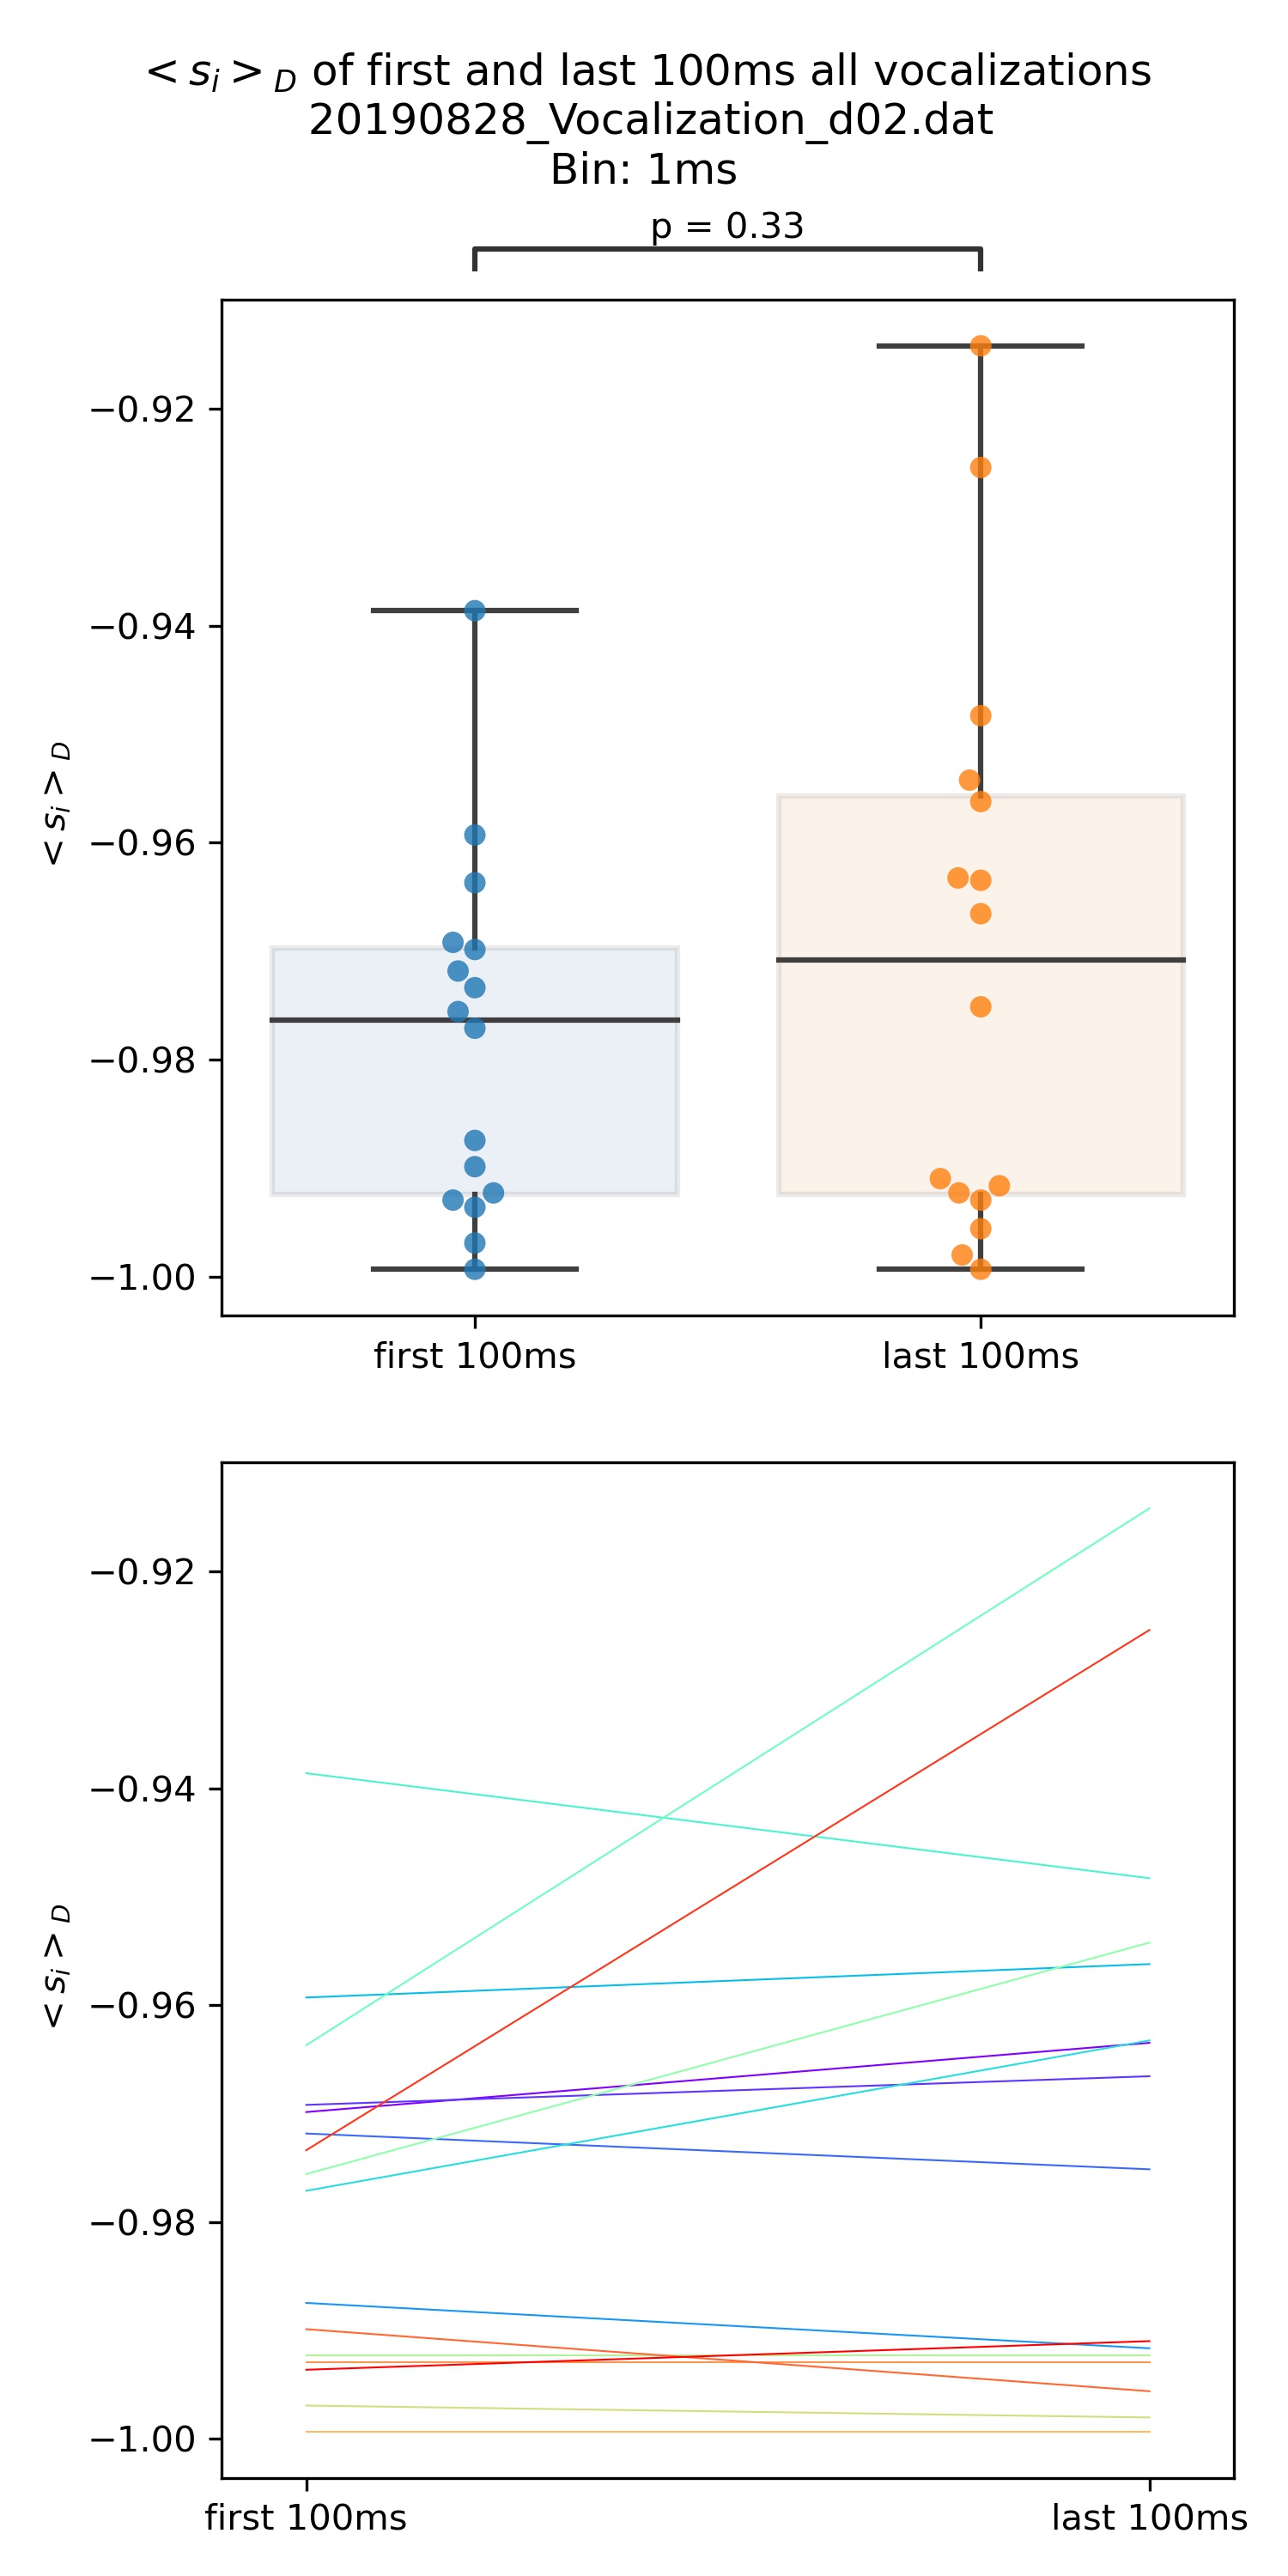 < s_i >_D of first and last 100ms all vocalizations
20190828_Vocalization_d02.dat
Bin: 1ms
p = 0.33
−0.92
−0.94
−0.96
−0.98
−1.00
< s_i >_D
first 100ms last 100ms
−0.92
−0.94
−0.96
−0.98
−1.00
< s_i >_D
first 100ms last 100ms